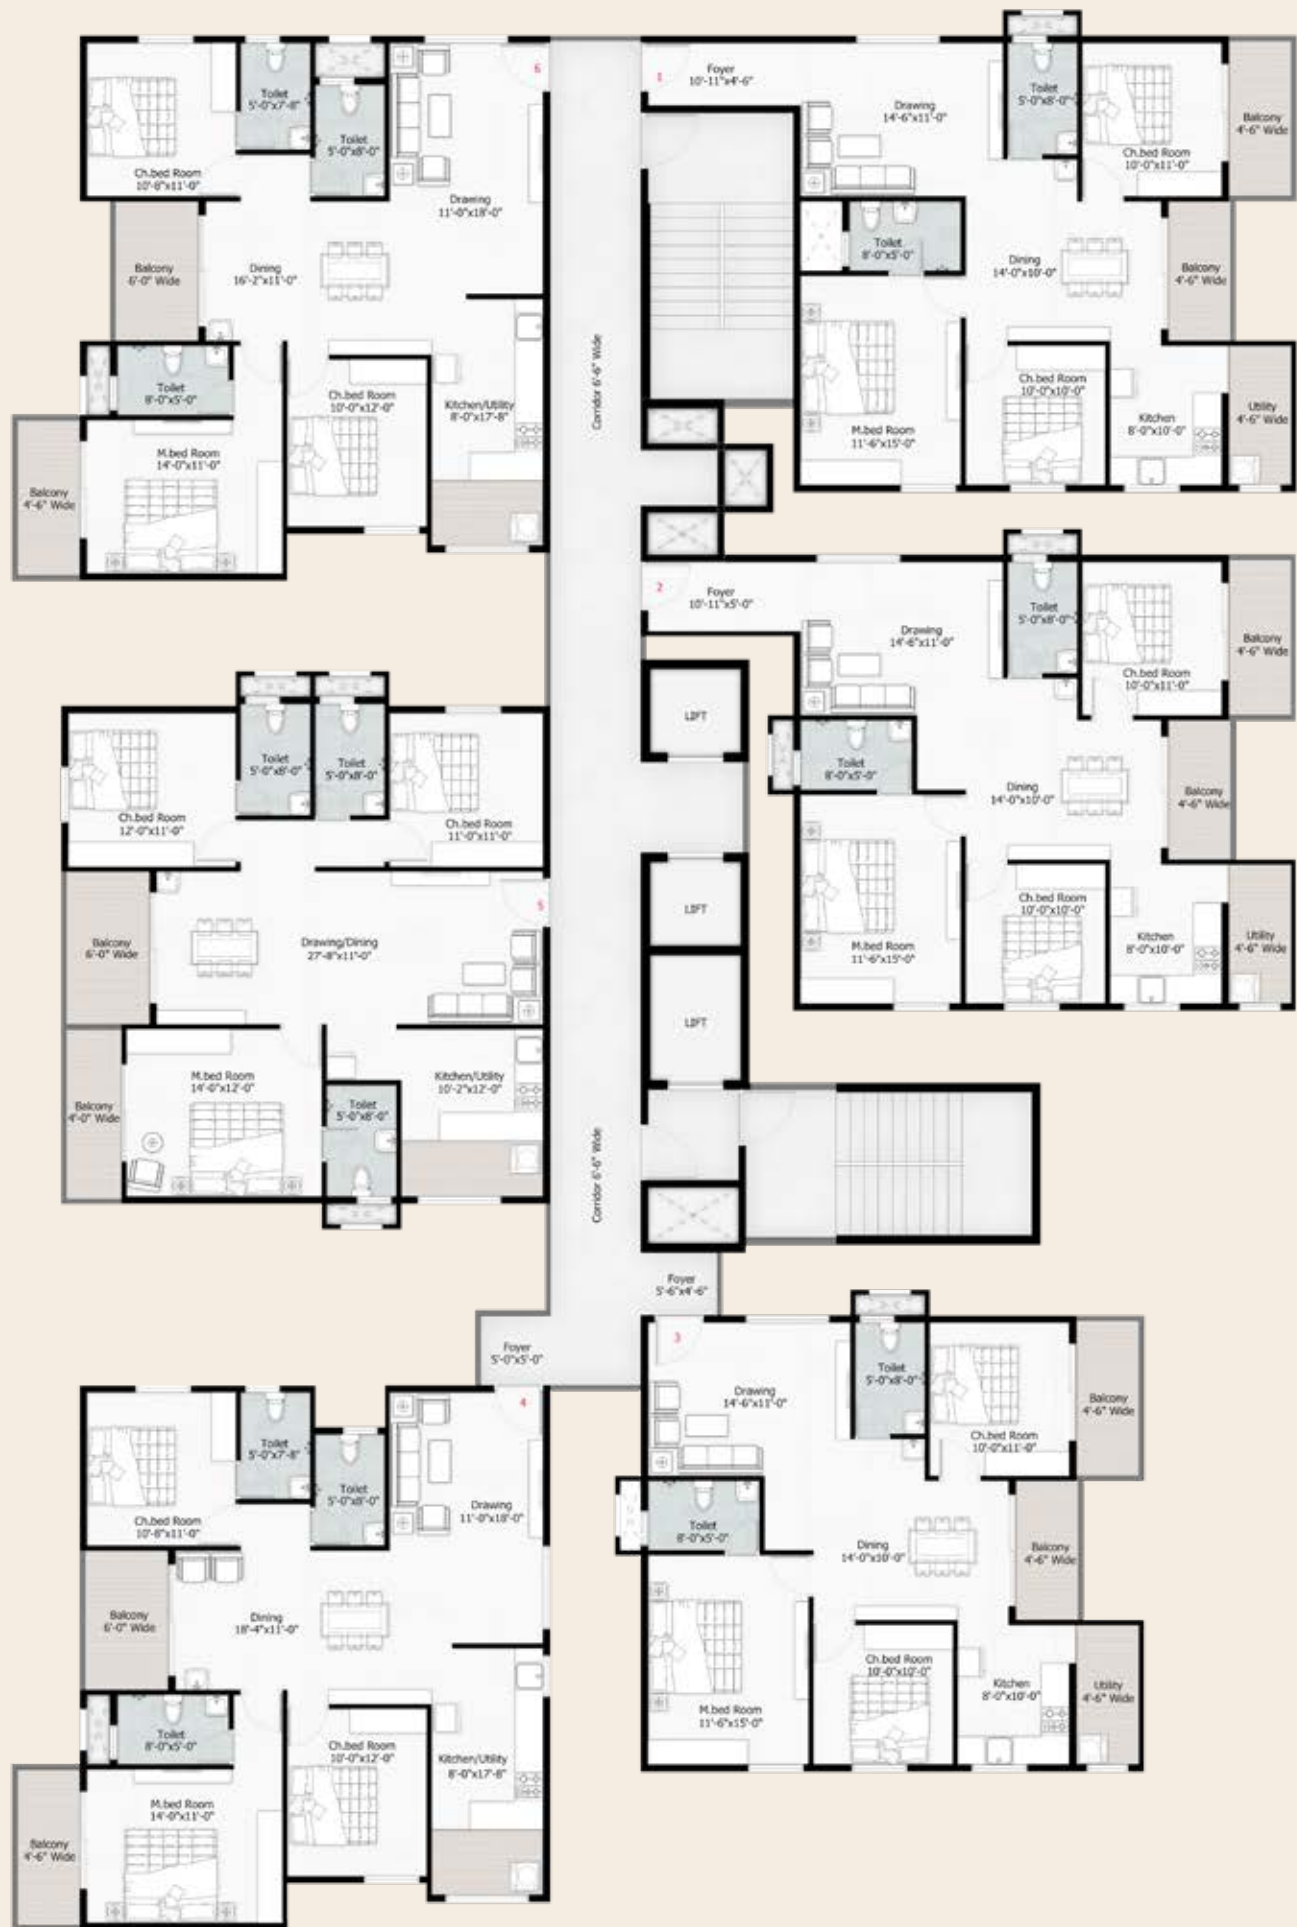 6
Toilet
5'-0"x7'-8"
Toilet
5'-0"x8'-0"
Ch.bed Room
10'-8"x11'-0"
Drawing
11'-0"x18'-0"
Balcony
6'-0" Wide
Dining
16'-2"x11'-0"
Toilet
8'-0"x5'-0"
Ch.bed Room
10'-0"x12'-0"
Kitchen/Utility
8'-0"x17'-8"
M.bed Room
14'-0"x11'-0"
Balcony
4'-6" Wide
Corridor 6'-6" Wide
1
Foyer
10'-11"x4'-6"
Drawing
14'-6"x11'-0"
Toilet
5'-0"x8'-0"
Ch.bed Room
10'-0"x11'-0"
Balcony
4'-6" Wide
Toilet
8'-0"x5'-0"
Dining
14'-0"x10'-0"
Balcony
4'-6" Wide
Ch.bed Room
10'-0"x10'-0"
M.bed Room
11'-6"x15'-0"
Kitchen
8'-0"x10'-0"
Utility
4'-6" Wide
2
Foyer
10'-11"x5'-0"
Drawing
14'-6"x11'-0"
Toilet
5'-0"x8'-0"
Ch.bed Room
10'-0"x11'-0"
Balcony
4'-6" Wide
Toilet
8'-0"x5'-0"
Dining
14'-0"x10'-0"
Balcony
4'-6" Wide
Ch.bed Room
10'-0"x10'-0"
M.bed Room
11'-6"x15'-0"
Kitchen
8'-0"x10'-0"
Utility
4'-6" Wide
LIFT
LIFT
LIFT
Toilet
5'-0"x8'-0"
Toilet
5'-0"x8'-0"
Ch.bed Room
12'-0"x11'-0"
Ch.bed Room
11'-0"x11'-0"
5
Balcony
6'-0" Wide
Drawing/Dining
27'-8"x11'-0"
M.bed Room
14'-0"x12'-0"
Kitchen/Utility
10'-2"x12'-0"
Balcony
4'-0" Wide
Toilet
5'-0"x8'-0"
Corridor 6'-6" Wide
Foyer
5'-6"x4'-6"
Foyer
5'-0"x5'-0"
3
Drawing
14'-6"x11'-0"
Toilet
5'-0"x8'-0"
Ch.bed Room
10'-0"x11'-0"
Balcony
4'-6" Wide
Toilet
8'-0"x5'-0"
Dining
14'-0"x10'-0"
Balcony
4'-6" Wide
Ch.bed Room
10'-0"x10'-0"
M.bed Room
11'-6"x15'-0"
Kitchen
8'-0"x10'-0"
Utility
4'-6" Wide
4
Toilet
5'-0"x7'-8"
Toilet
5'-0"x8'-0"
Ch.bed Room
10'-8"x11'-0"
Drawing
11'-0"x18'-0"
Balcony
6'-0" Wide
Dining
18'-4"x11'-0"
Toilet
8'-0"x5'-0"
Ch.bed Room
10'-0"x12'-0"
Kitchen/Utility
8'-0"x17'-8"
M.bed Room
14'-0"x11'-0"
Balcony
4'-6" Wide